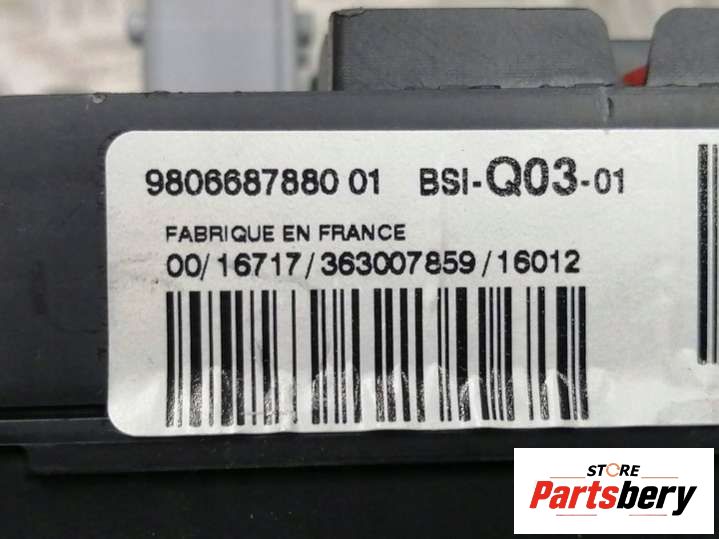 9806687880 01 BSI-Q03-01
FABRIQUE EN FRANCE
00/16717/363007859/16012
STORE
Partsbery